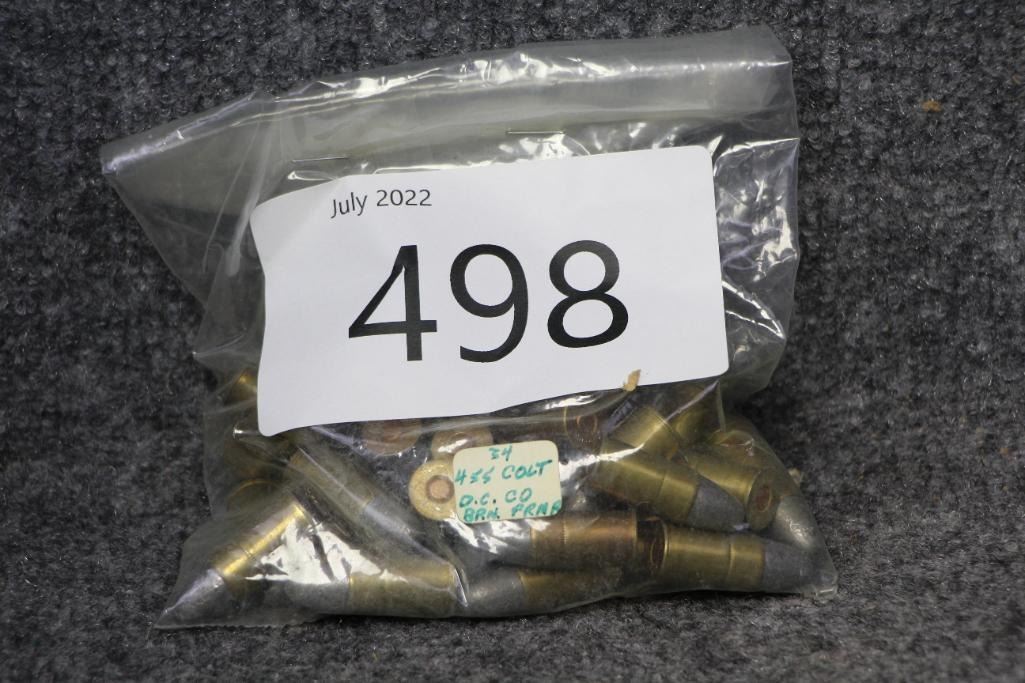 July 2022
498
34
455 COLT
D.C. CO
BRN. PRMR